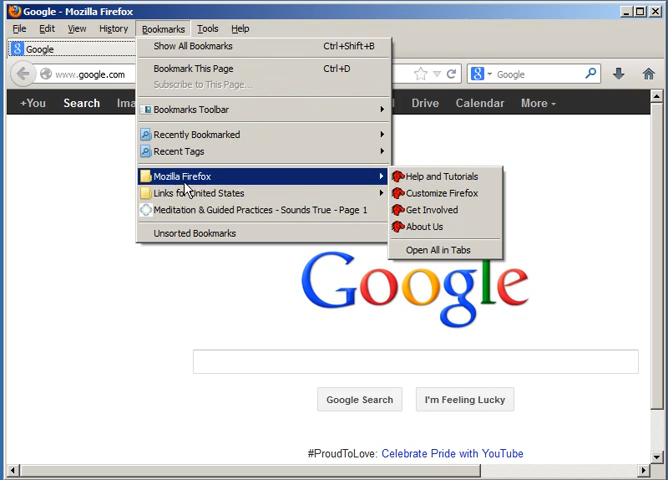 Google - Mozilla Firefox
File Edit View History Bookmarks Tools Help
Google
www.google.com
Google
+You Search Ima Drive Calendar More
Show All Bookmarks Ctrl+Shift+B
Bookmark This Page Ctrl+D
Subscribe to This Page...
Bookmarks Toolbar
Recently Bookmarked
Recent Tags
Mozilla Firefox
Links for United States
Meditation & Guided Practices - Sounds True - Page 1
Unsorted Bookmarks
Help and Tutorials
Customize Firefox
Get Involved
About Us
Open All in Tabs
Google
Google Search I'm Feeling Lucky
#ProudToLove: Celebrate Pride with YouTube